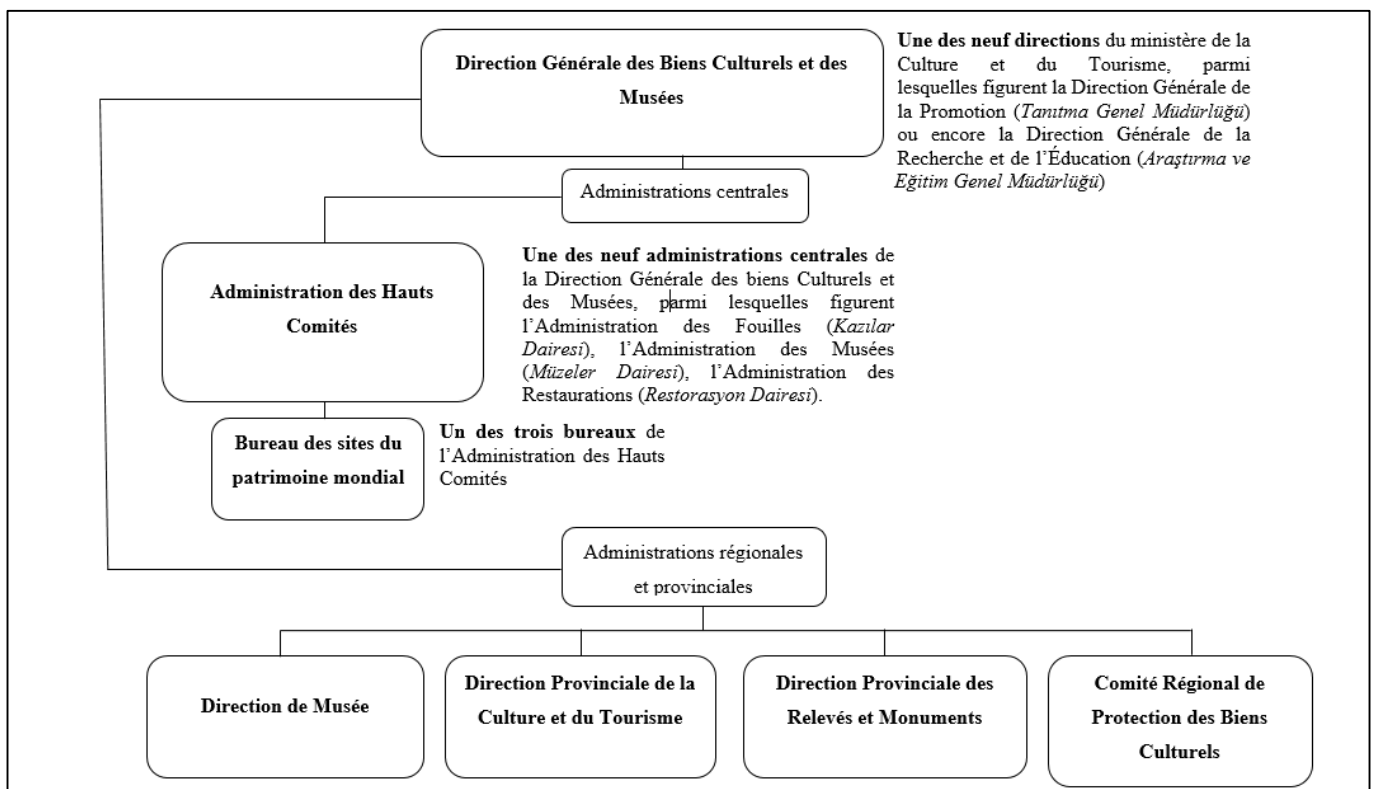 Direction Générale des Biens Culturels et des
Musées
Une des neuf directions du ministère de la
Culture et du Tourisme, parmi
lesquelles figurent la Direction Générale de
la Promotion (Tanıtma Genel Müdürlüğü)
ou encore la Direction Générale de la
Recherche et de l’Éducation (Araştırma ve
Eğitim Genel Müdürlüğü)
Administrations centrales
Administration des Hauts
Comités
Une des neuf administrations centrales de
la Direction Générale des biens Culturels et
des Musées, parmi lesquelles figurent
l’Administration des Fouilles (Kazılar
Dairesi), l’Administration des Musées
(Müzeler Dairesi), l’Administration des
Restaurations (Restorasyon Dairesi).
Bureau des sites du
patrimoine mondial
Un des trois bureaux de
l’Administration des Hauts
Comités
Administrations régionales
et provinciales
Direction de Musée
Direction Provinciale de la
Culture et du Tourisme
Direction Provinciale des
Relevés et Monuments
Comité Régional de
Protection des Biens
Culturels